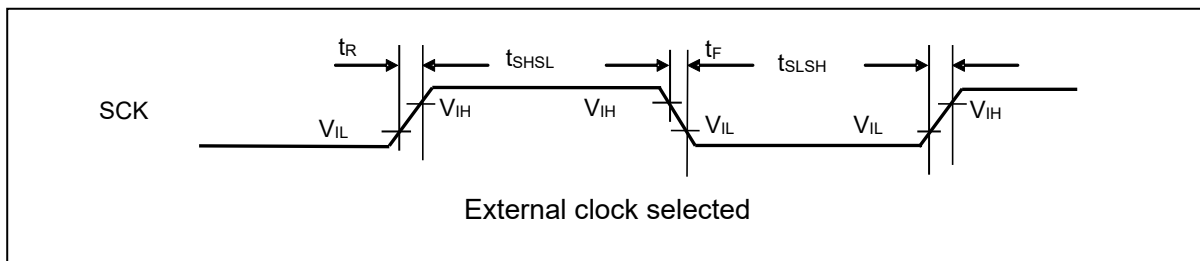 tR tSHSL tF tSLSH
SCK VIL VIH VIH VIL VIL VIH
External clock selected